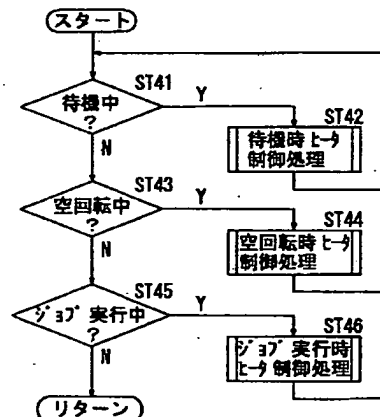 スタート
ST41
待機中
?
Y
N
ST42
待機時ヒータ
制御処理
ST43
空回転中
?
Y
N
ST44
空回転時ヒータ
制御処理
ST45
ジョブ実行中
?
Y
N
ST46
ジョブ実行時
ヒータ制御処理
リターン